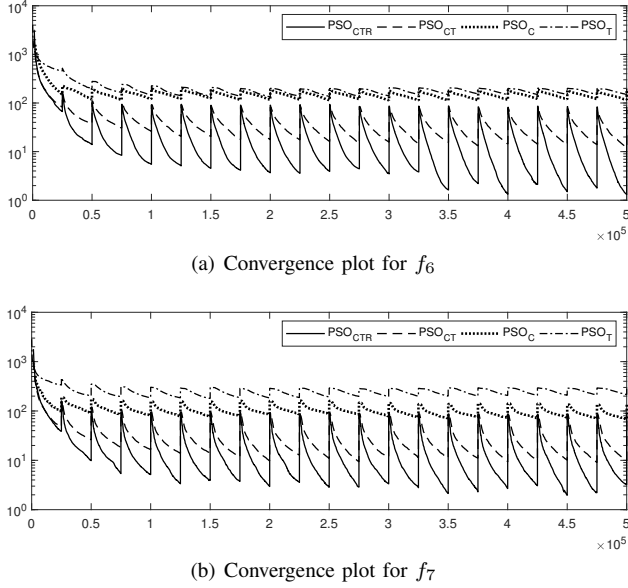 10^4
PSO_CTR PSO_CT PSO_C PSO_T
10^3
10^2
10^1
10^0
0 0.5 1 1.5 2 2.5 3 3.5 4 4.5 5
×10^5
(a) Convergence plot for f_6
10^4
PSO_CTR PSO_CT PSO_C PSO_T
10^3
10^2
10^1
10^0
0 0.5 1 1.5 2 2.5 3 3.5 4 4.5 5
×10^5
(b) Convergence plot for f_7